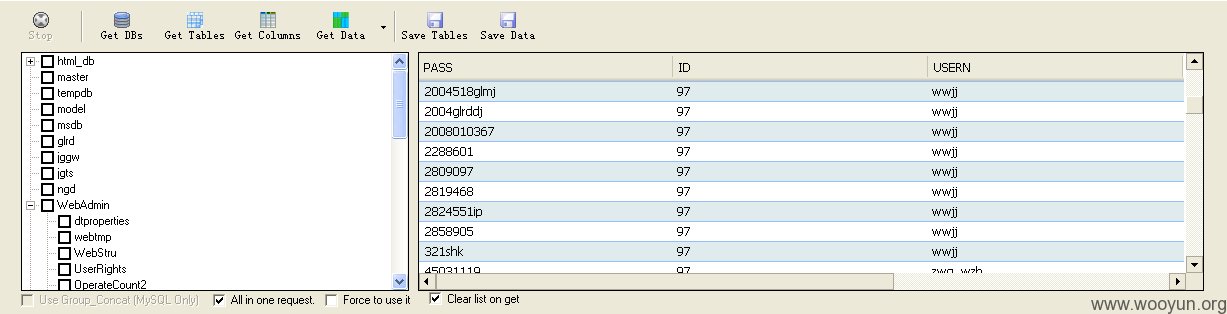 Stop Get DBs Get Tables Get Columns Get Data Save Tables Save Data
html_db
master
tempdb
model
msdb
glrd
jggw
jgts
ngd
WebAdmin
dtproperties
webtmp
WebStru
UserRights
OperateCount2
PASS ID USERN
2004518glmj 97 wwjj
2004glrddj 97 wwjj
2008010367 97 wwjj
2288601 97 wwjj
2809097 97 wwjj
2819468 97 wwjj
2824551ip 97 wwjj
2858905 97 wwjj
321shk 97 wwjj
45031119 97 zwg_wzh
Use Group_Concat (MySQL Only) All in one request. Force to use it Clear list on get
www.wooyun.org